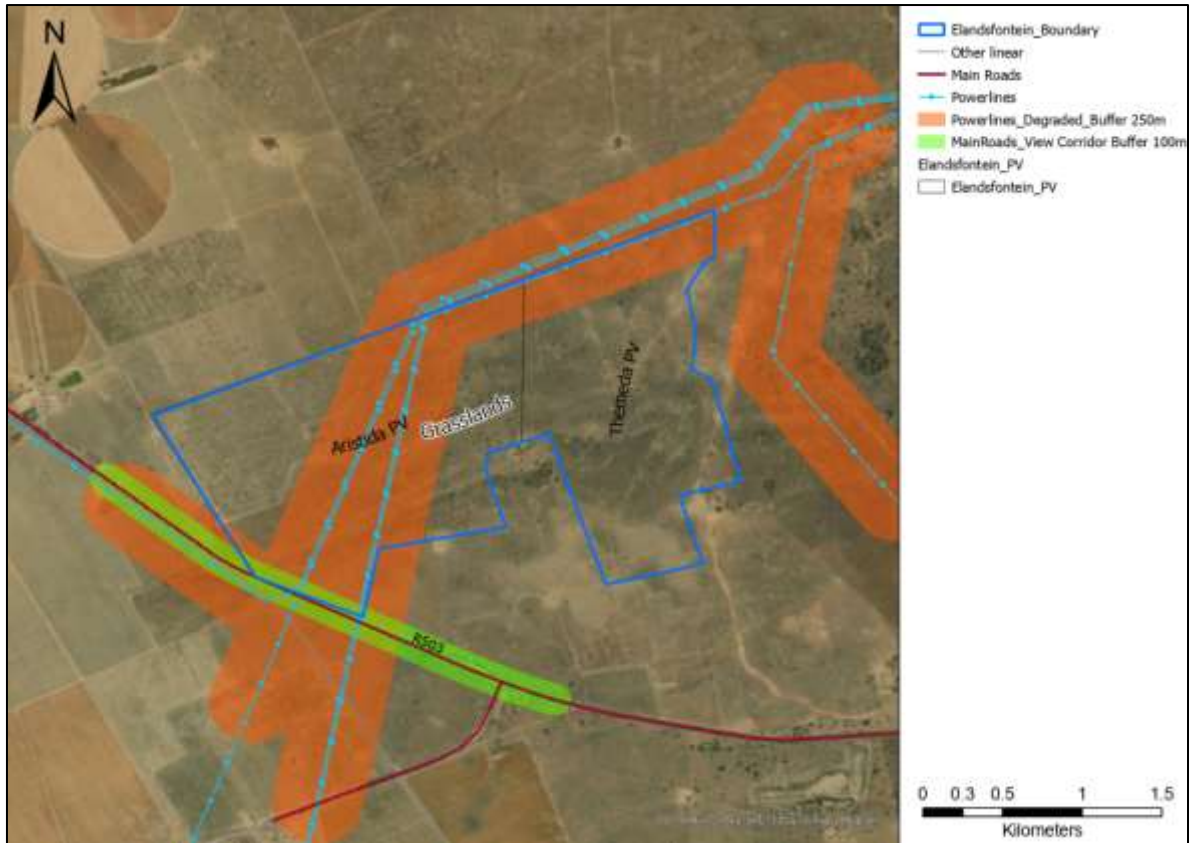 N
Elandsfontein_Boundary
Other linear
Main Roads
Powerlines
Powerlines_Degraded_Buffer 250m
MainRoads_View Corridor Buffer 100m
Elandsfontein_PV
Elandsfontein_PV
Aristida PV
Grasslands
Themeda PV
R503
0 0.3 0.5 1 1.5
Kilometers